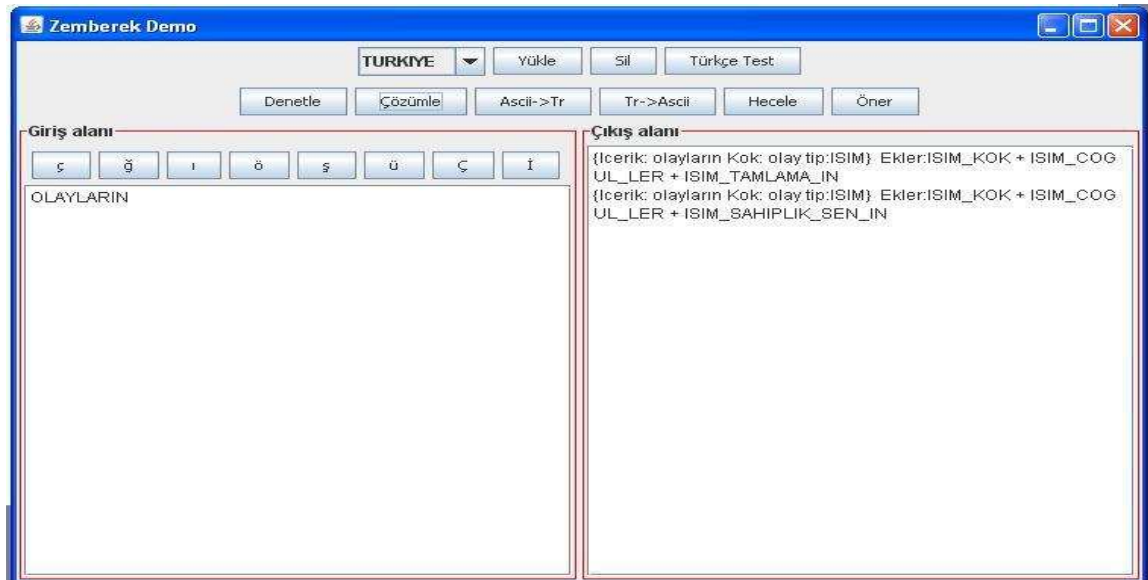 Zemberek Demo
TURKIYE Yükle Sil Türkçe Test
Denetle Çözümle Ascii->Tr Tr->Ascii Hecele Öner
Giriş alanı
ç ğ ı ö ş ü Ç İ
OLAYLARIN
Çıkış alanı
{Icerik: olayların Kok: olay tip:ISIM} Ekler:ISIM_KOK + ISIM_COG
UL_LER + ISIM_TAMLAMA_IN
{Icerik: olayların Kok: olay tip:ISIM} Ekler:ISIM_KOK + ISIM_COG
UL_LER + ISIM_SAHIPLIK_SEN_IN